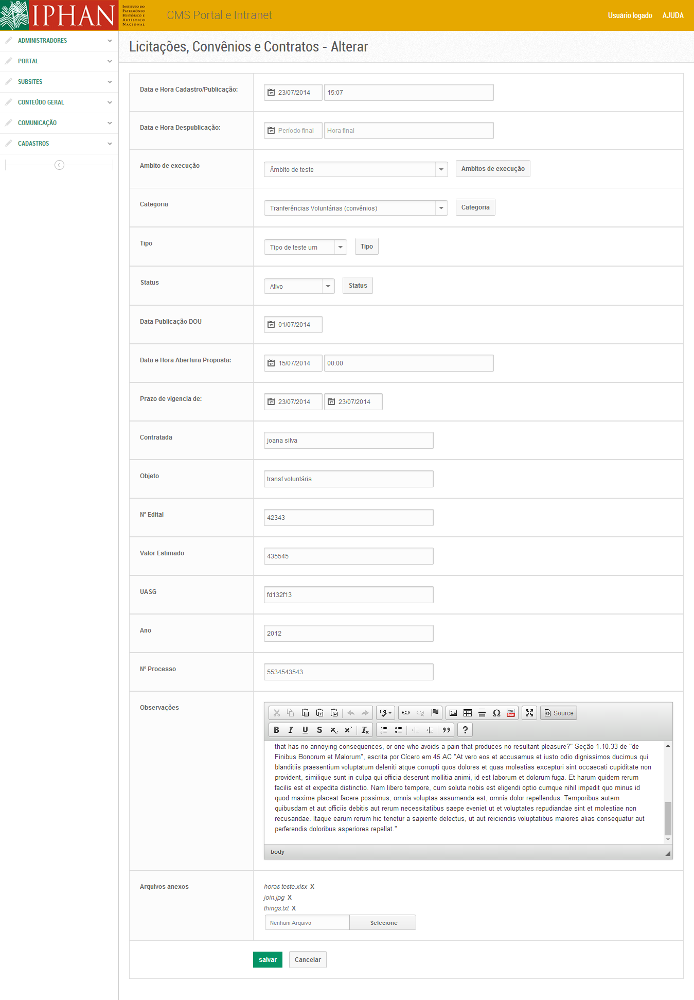 IPHAN
Instituto do
Patrimônio
Histórico e
Artístico
Nacional
CMS Portal e Intranet
Usuário logado AJUDA
ADMINISTRADORES
PORTAL
SUBSITES
CONTEÚDO GERAL
COMUNICAÇÃO
CADASTROS
Licitações, Convênios e Contratos - Alterar
Data e Hora Cadastro/Publicação: 23/07/2014 15:07
Data e Hora Despublicação: Período final Hora final
Ambito de execução Âmbito de teste Ambitos de execução
Categoria Tranferências Voluntárias (convênios) Categoria
Tipo Tipo de teste um Tipo
Status Ativo Status
Data Publicação DOU 01/07/2014
Data e Hora Abertura Proposta: 15/07/2014 00:00
Prazo de vigencia de: 23/07/2014 23/07/2014
Contratada joana silva
Objeto transf voluntária
Nº Edital 42343
Valor Estimado 435545
UASG fd132f13
Ano 2012
Nº Processo 5534543543
Observações
ABC Ω You Tube Source
B I U S x₂ x² Tx ?
that has no annoying consequences, or one who avoids a pain that produces no resultant pleasure?" Seção 1.10.33 de "de
Finibus Bonorum et Malorum", escrita por Cícero em 45 AC "At vero eos et accusamus et iusto odio dignissimos ducimus qui
blanditiis praesentium voluptatum deleniti atque corrupti quos dolores et quas molestias excepturi sint occaecati cupiditate non
provident, similique sunt in culpa qui officia deserunt mollitia animi, id est laborum et dolorum fuga. Et harum quidem rerum
facilis est et expedita distinctio. Nam libero tempore, cum soluta nobis est eligendi optio cumque nihil impedit quo minus id
quod maxime placeat facere possimus, omnis voluptas assumenda est, omnis dolor repellendus. Temporibus autem
quibusdam et aut officiis debitis aut rerum necessitatibus saepe eveniet ut et voluptates repudiandae sint et molestiae non
recusandae. Itaque earum rerum hic tenetur a sapiente delectus, ut aut reiciendis voluptatibus maiores alias consequatur aut
perferendis doloribus asperiores repellat."
body
Arquivos anexos
horas teste.xlsx X
join.jpg X
things.txt X
Nenhum Arquivo Selecione
salvar Cancelar